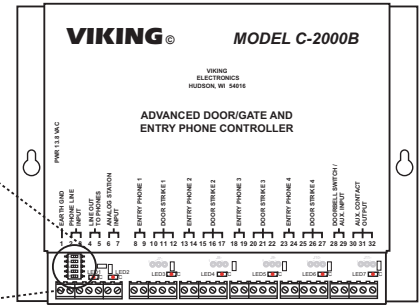 VIKING©
MODEL C-2000B
VIKING
ELECTRONICS
HUDSON, WI 54016
ADVANCED DOOR/GATE AND
ENTRY PHONE CONTROLLER
PWR 13.8 VAC
EARTH GND
PHONE LINE
INPUT
LINE OUT
TO PHONES
ANALOG STATION
INPUT
ENTRY PHONE 1
DOOR STRIKE 1
ENTRY PHONE 2
DOOR STRIKE 2
ENTRY PHONE 3
DOOR STRIKE 3
ENTRY PHONE 4
DOOR STRIKE 4
DOORBELL SWITCH /
AUX. INPUT
AUX. CONTACT
OUTPUT
1 2 3 4 5 6 7 8 9 10 11 12 13 14 15 16 17 18 19 20 21 22 23 24 25 26 27 28 29 30 31 32
LED1 LED2 LED3 LED4 LED5 LED6 LED7